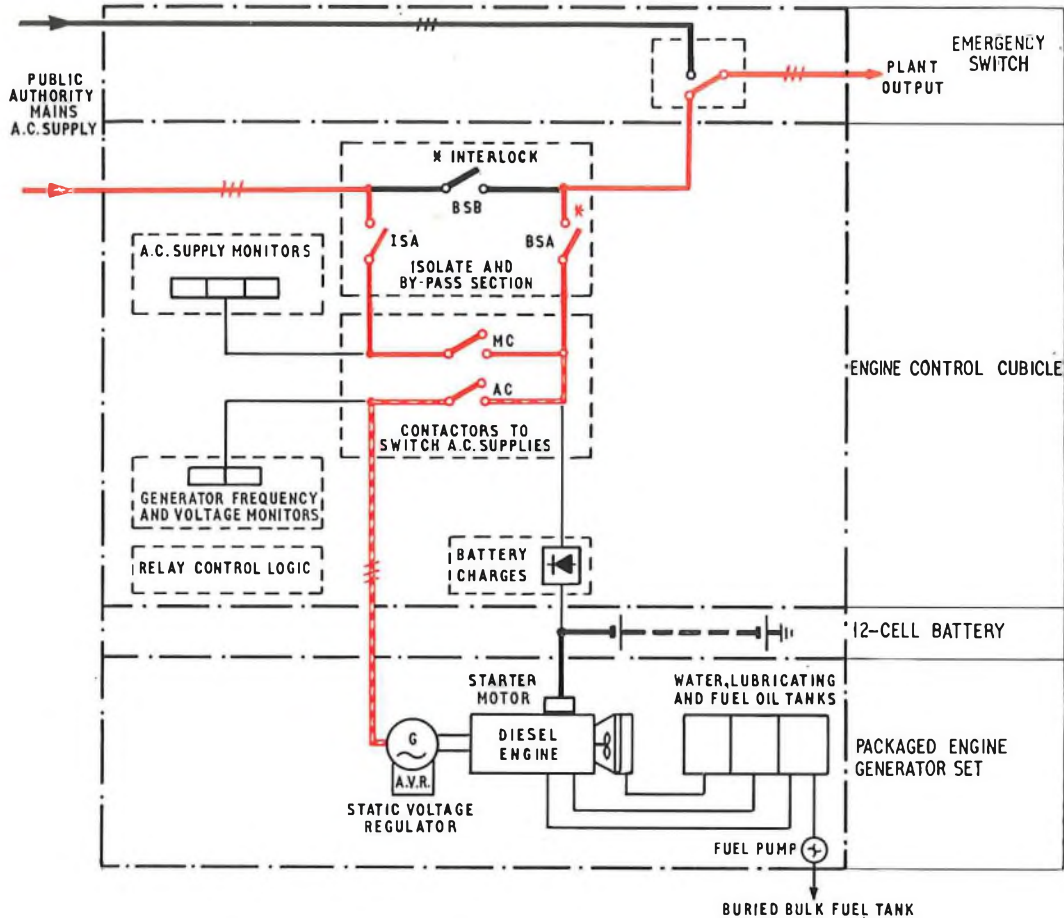 EMERGENCY
SWITCH
PLANT
OUTPUT
PUBLIC
AUTHORITY
MAINS
A.C. SUPPLY
* INTERLOCK
BSB
ISA
BSA
*
ISOLATE AND
BY-PASS SECTION
A.C. SUPPLY MONITORS
MC
AC
ENGINE CONTROL CUBICLE
CONTACTORS TO
SWITCH A.C. SUPPLIES
GENERATOR FREQUENCY
AND VOLTAGE MONITORS
RELAY CONTROL LOGIC
BATTERY
CHARGES
12-CELL BATTERY
STARTER
MOTOR
WATER, LUBRICATING
AND FUEL OIL TANKS
G
DIESEL
ENGINE
A.V.R.
STATIC VOLTAGE
REGULATOR
PACKAGED ENGINE
GENERATOR SET
FUEL PUMP
BURIED BULK FUEL TANK